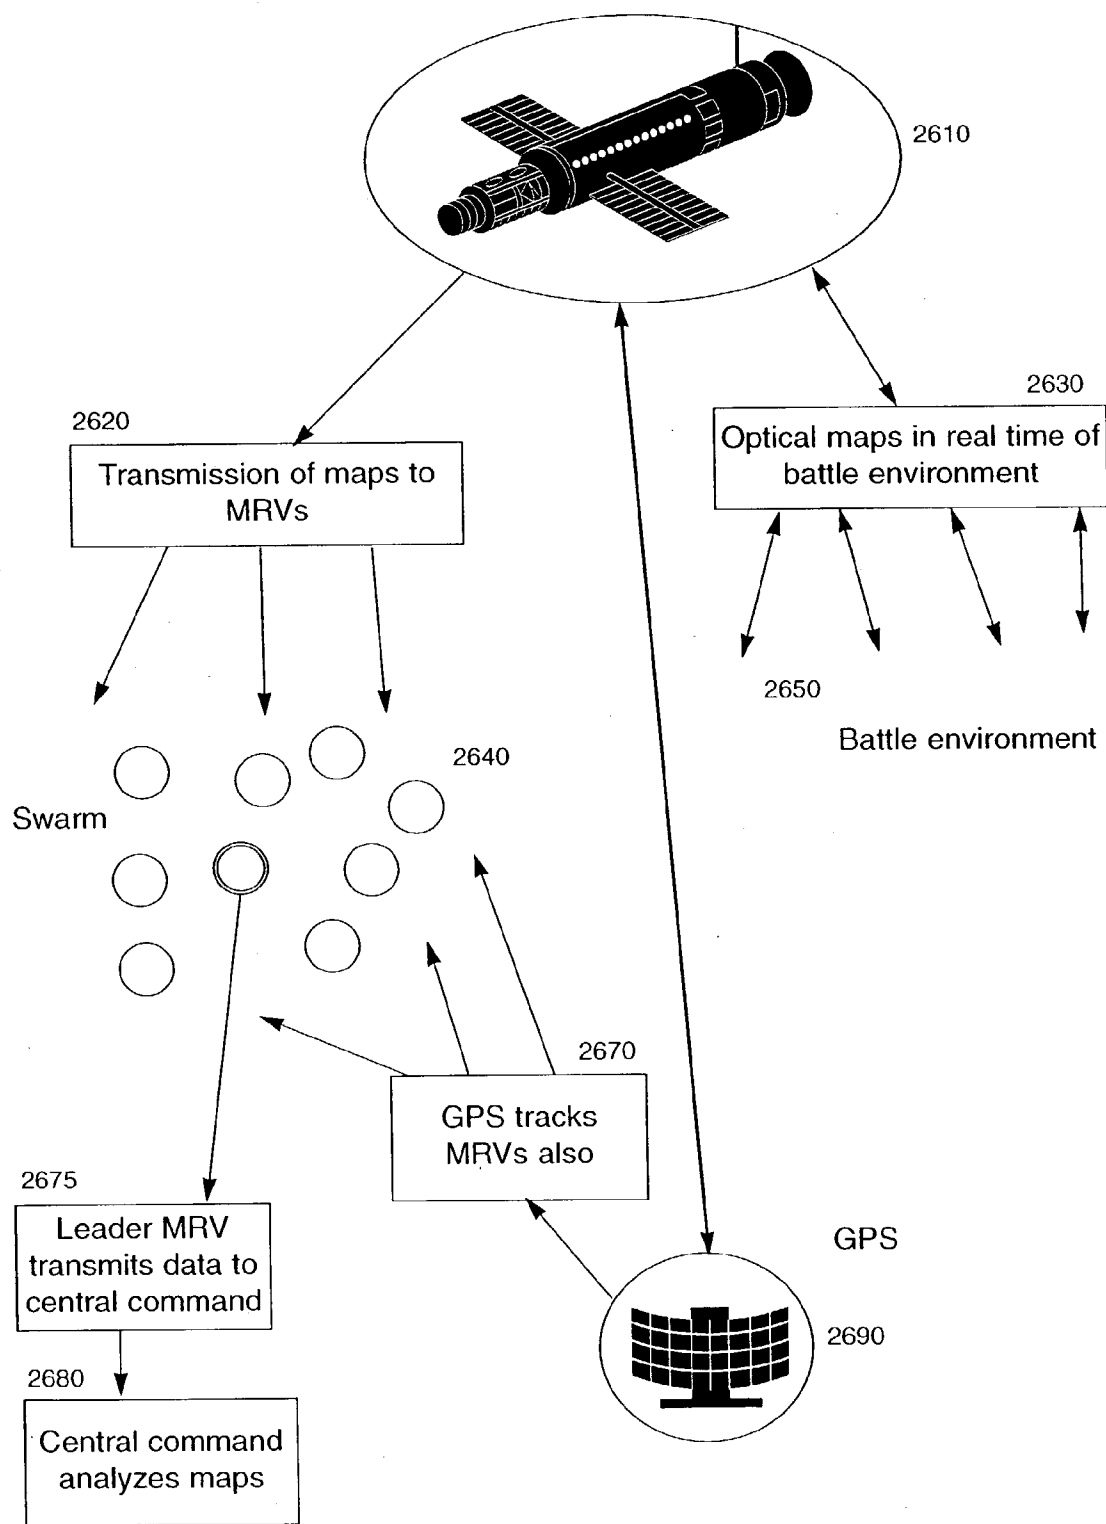 2610
2620
Transmission of maps to
MRVs
2630
Optical maps in real time of
battle environment
2650
Battle environment
2640
Swarm
2670
GPS tracks
MRVs also
2675
Leader MRV
transmits data to
central command
GPS
2690
2680
Central command
analyzes maps